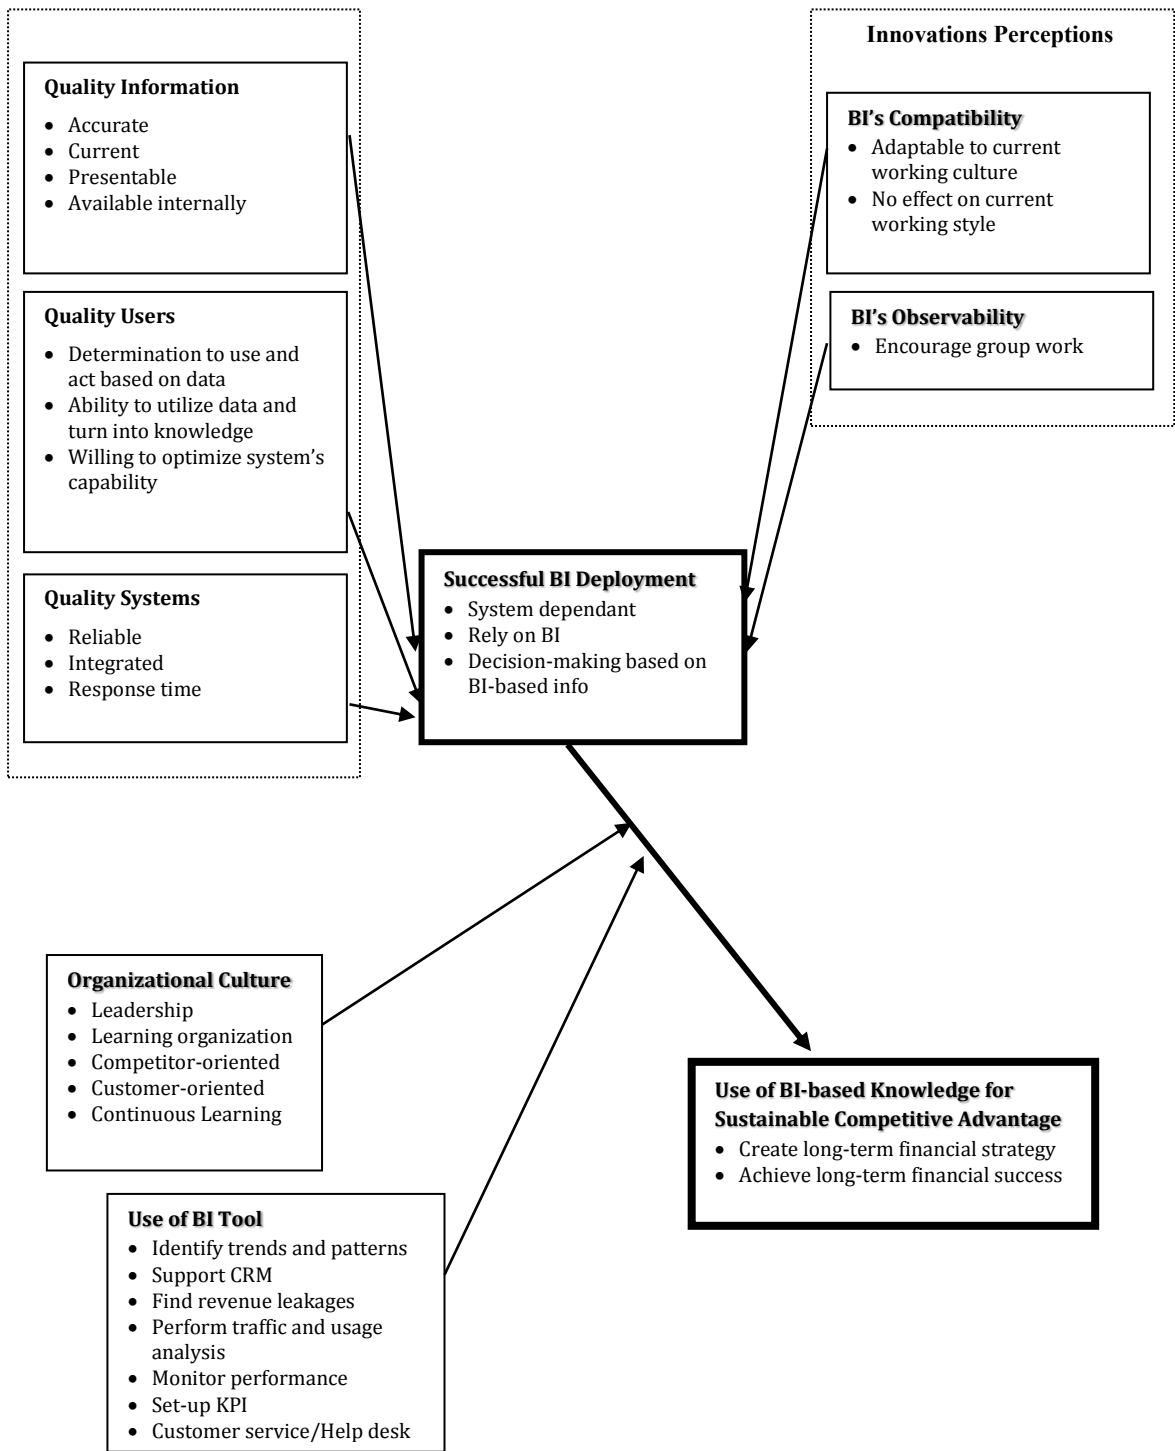 Quality Information
• Accurate
• Current
• Presentable
• Available internally
Quality Users
• Determination to use and
act based on data
• Ability to utilize data and
turn into knowledge
• Willing to optimize system’s
capability
Quality Systems
• Reliable
• Integrated
• Response time
Innovations Perceptions
BI’s Compatibility
• Adaptable to current
working culture
• No effect on current
working style
BI’s Observability
• Encourage group work
Successful BI Deployment
• System dependant
• Rely on BI
• Decision-making based on
BI-based info
Organizational Culture
• Leadership
• Learning organization
• Competitor-oriented
• Customer-oriented
• Continuous Learning
Use of BI-based Knowledge for
Sustainable Competitive Advantage
• Create long-term financial strategy
• Achieve long-term financial success
Use of BI Tool
• Identify trends and patterns
• Support CRM
• Find revenue leakages
• Perform traffic and usage
analysis
• Monitor performance
• Set-up KPI
• Customer service/Help desk